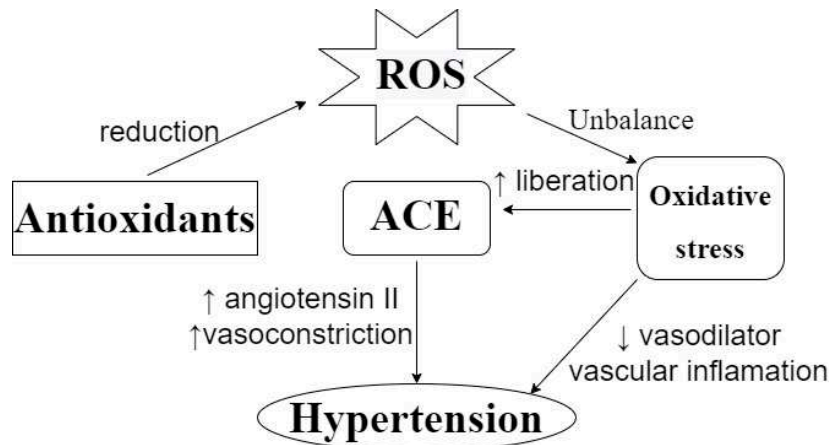 ROS
reduction
Unbalance
Antioxidants
ACE
↑ liberation
Oxidative
stress
↑ angiotensin II
↑vasoconstriction
↓ vasodilator
vascular inflamation
Hypertension